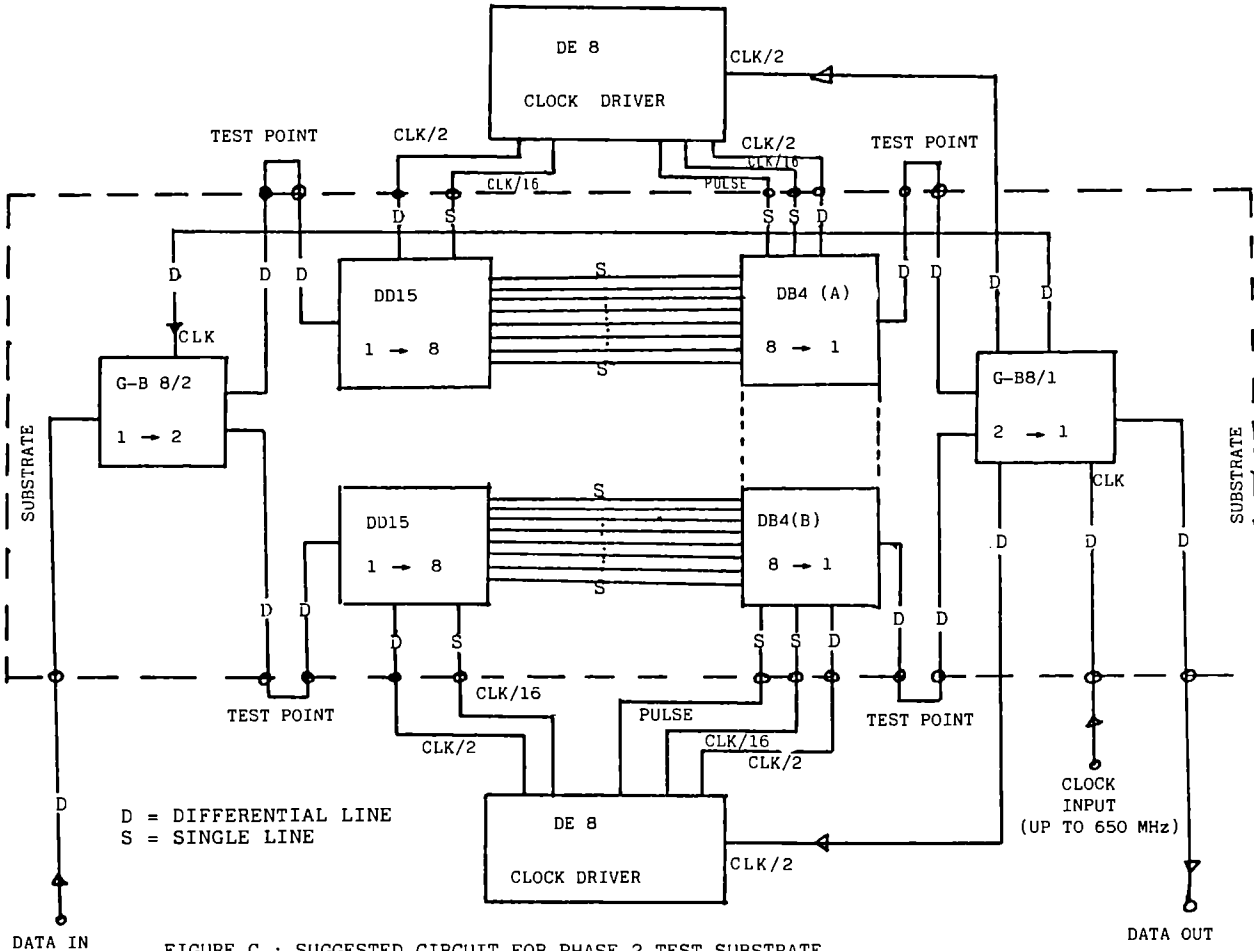 DE 8
CLOCK DRIVER
CLK/2
TEST POINT
CLK/2
CLK/16
PULSE
CLK/16
CLK/2
TEST POINT
D
S
S
S
D
D
D
D
D
D
D
D
CLK
S
S
DD15
1 → 8
DB4 (A)
8 → 1
G-B 8/2
1 → 2
G-B8/1
2 → 1
CLK
SUBSTRATE
SUBSTRATE
S
S
DD15
1 → 8
DB4(B)
8 → 1
D
D
D
D
D
D
D
D
S
S
S
D
TEST POINT
CLK/16
CLK/2
PULSE
CLK/16
CLK/2
TEST POINT
CLOCK
INPUT
(UP TO 650 MHz)
D
D = DIFFERENTIAL LINE
S = SINGLE LINE
DE 8
CLOCK DRIVER
CLK/2
DATA IN
DATA OUT
FIGURE C : SUGGESTED CIRCUIT FOR PHASE 2 TEST SUBSTRATE